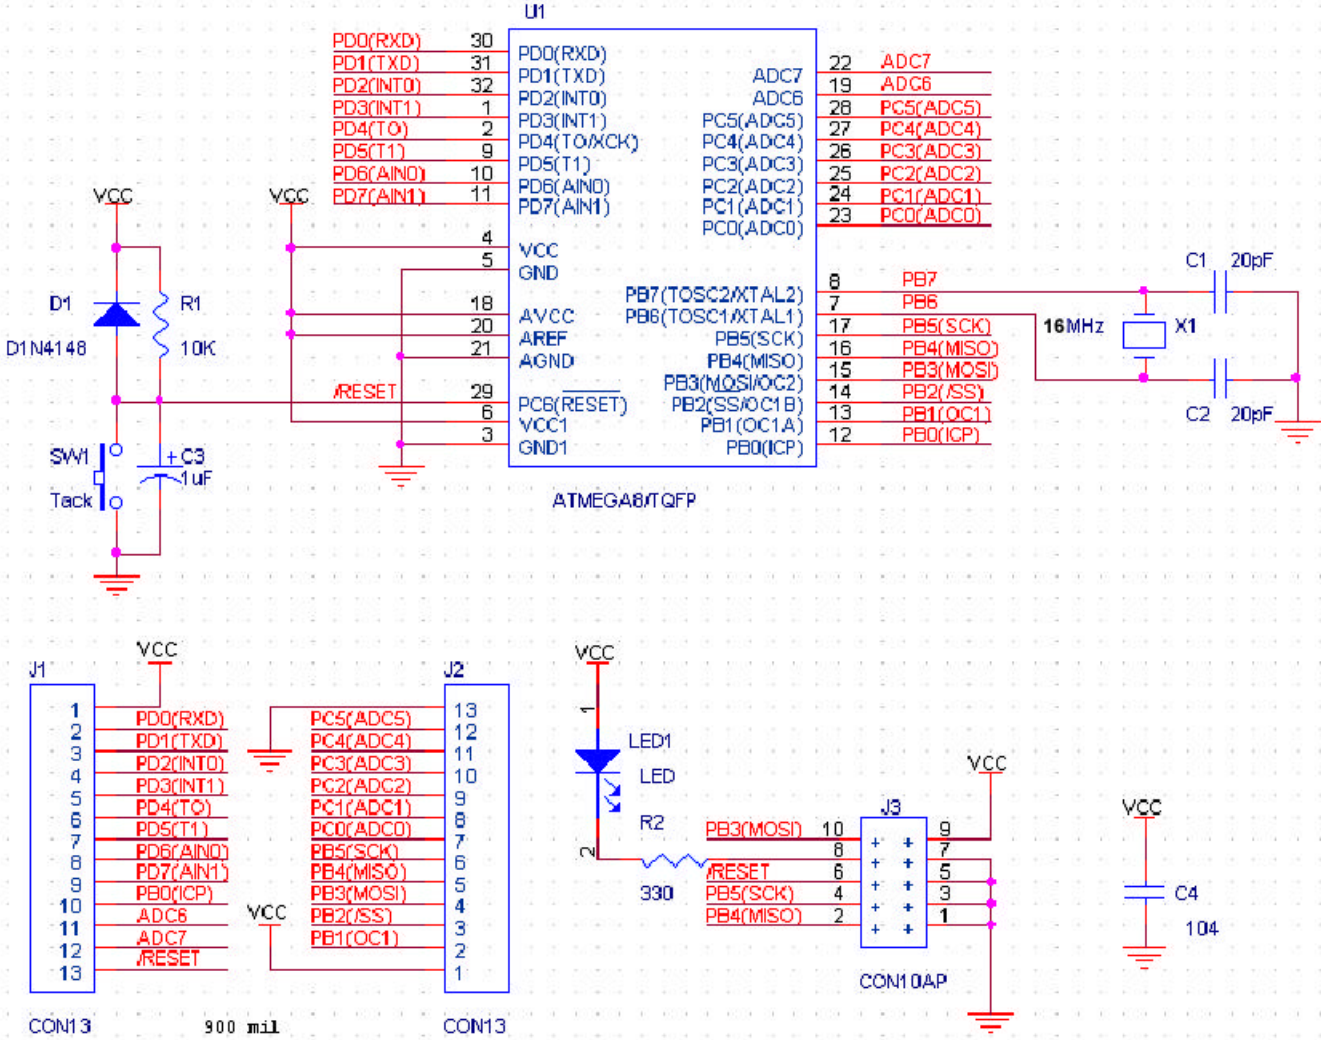 U1
PD0(RXD) 30 PD0(RXD)
PD1(TXD) 31 PD1(TXD)
PD2(INT0) 32 PD2(INT0)
PD3(INT1) 1 PD3(INT1)
PD4(TO) 2 PD4(TO/XCK)
PD5(T1) 9 PD5(T1)
PD6(AIN0) 10 PD6(AIN0)
PD7(AIN1) 11 PD7(AIN1)
ADC7 22 ADC7
ADC6 19 ADC6
PC5(ADC5) 28 PC5(ADC5)
PC4(ADC4) 27 PC4(ADC4)
PC3(ADC3) 26 PC3(ADC3)
PC2(ADC2) 25 PC2(ADC2)
PC1(ADC1) 24 PC1(ADC1)
PC0(ADC0) 23 PC0(ADC0)
VCC
VCC
4 VCC
5 GND
18 AVCC
20 AREF
21 AGND
/RESET 29 PC6(RESET)
6 VCC1
3 GND1
PB7(TOSC2/XTAL2) 8 PB7
PB6(TOSC1/XTAL1) 7 PB6
PB5(SCK) 17 PB5(SCK)
PB4(MISO) 16 PB4(MISO)
PB3(MOSI/OC2) 15 PB3(MOSI)
PB2(SS/OC1B) 14 PB2(/SS)
PB1(OC1A) 13 PB1(OC1)
PB0(ICP) 12 PB0(ICP)
ATMEGA8/TQFP
D1
D1N4148
R1
10K
SW1
Tack
C3
+
1uF
C1 20pF
16MHz X1
C2 20pF
J1
VCC
1
2 PD0(RXD)
3 PD1(TXD)
4 PD2(INT0)
5 PD3(INT1)
6 PD4(TO)
7 PD5(T1)
8 PD6(AIN0)
9 PD7(AIN1)
10 PB0(ICP)
11 ADC6
12 ADC7
13 /RESET
CON13
900 mil
J2
13
PC5(ADC5) 12
PC4(ADC4) 11
PC3(ADC3) 10
PC2(ADC2) 9
PC1(ADC1) 8
PC0(ADC0) 7
PB5(SCK) 6
PB4(MISO) 5
PB3(MOSI) 4
PB2(/SS) 3
PB1(OC1) 2
VCC 1
CON13
VCC
1
LED1
LED
2
R2
330
J3
VCC
PB3(MOSI) 10 + + 9
8 + + 7
/RESET 6 + + 5
PB5(SCK) 4 + + 3
PB4(MISO) 2 + + 1
CON10AP
VCC
C4
104